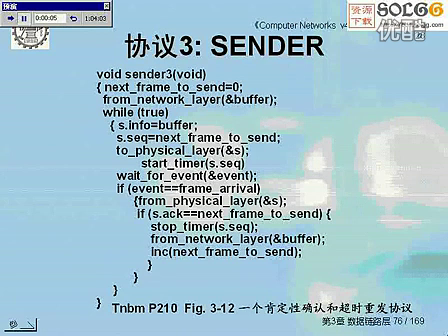 预演
0:00:05
1:04:03
《Computer Networks v4
资源
下载
SOL66
优酷
协议3: SENDER
void sender3(void)
{ next_frame_to_send=0;
from_network_layer(&buffer);
while (true)
{ s.info=buffer;
s.seq=next_frame_to_send;
to_physical_layer(&s);
start_timer(s.seq)
wait_for_event(&event);
if (event==frame_arrival)
{from_physical_layer(&s);
if (s.ack==next_frame_to_send) {
stop_timer(s.seq);
from_network_layer(&buffer);
inc(next_frame_to_send);
}
}
}
}
Tnbm P210 Fig. 3-12 一个肯定性确认和超时重发协议
第3章 数据链路层 76 / 169